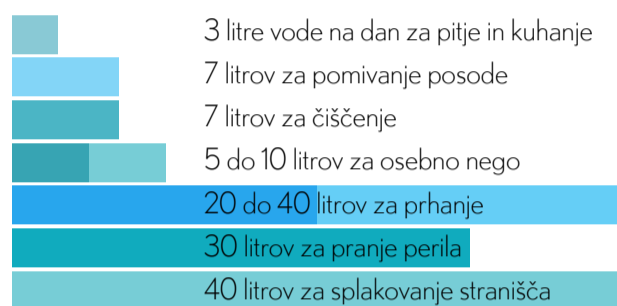 3 litre vode na dan za pitje in kuhanje
7 litrov za pomivanje posode
7 litrov za čiščenje
5 do 10 litrov za osebno nego
20 do 40 litrov za prhanje
30 litrov za pranje perila
40 litrov za splakovanje stranišča